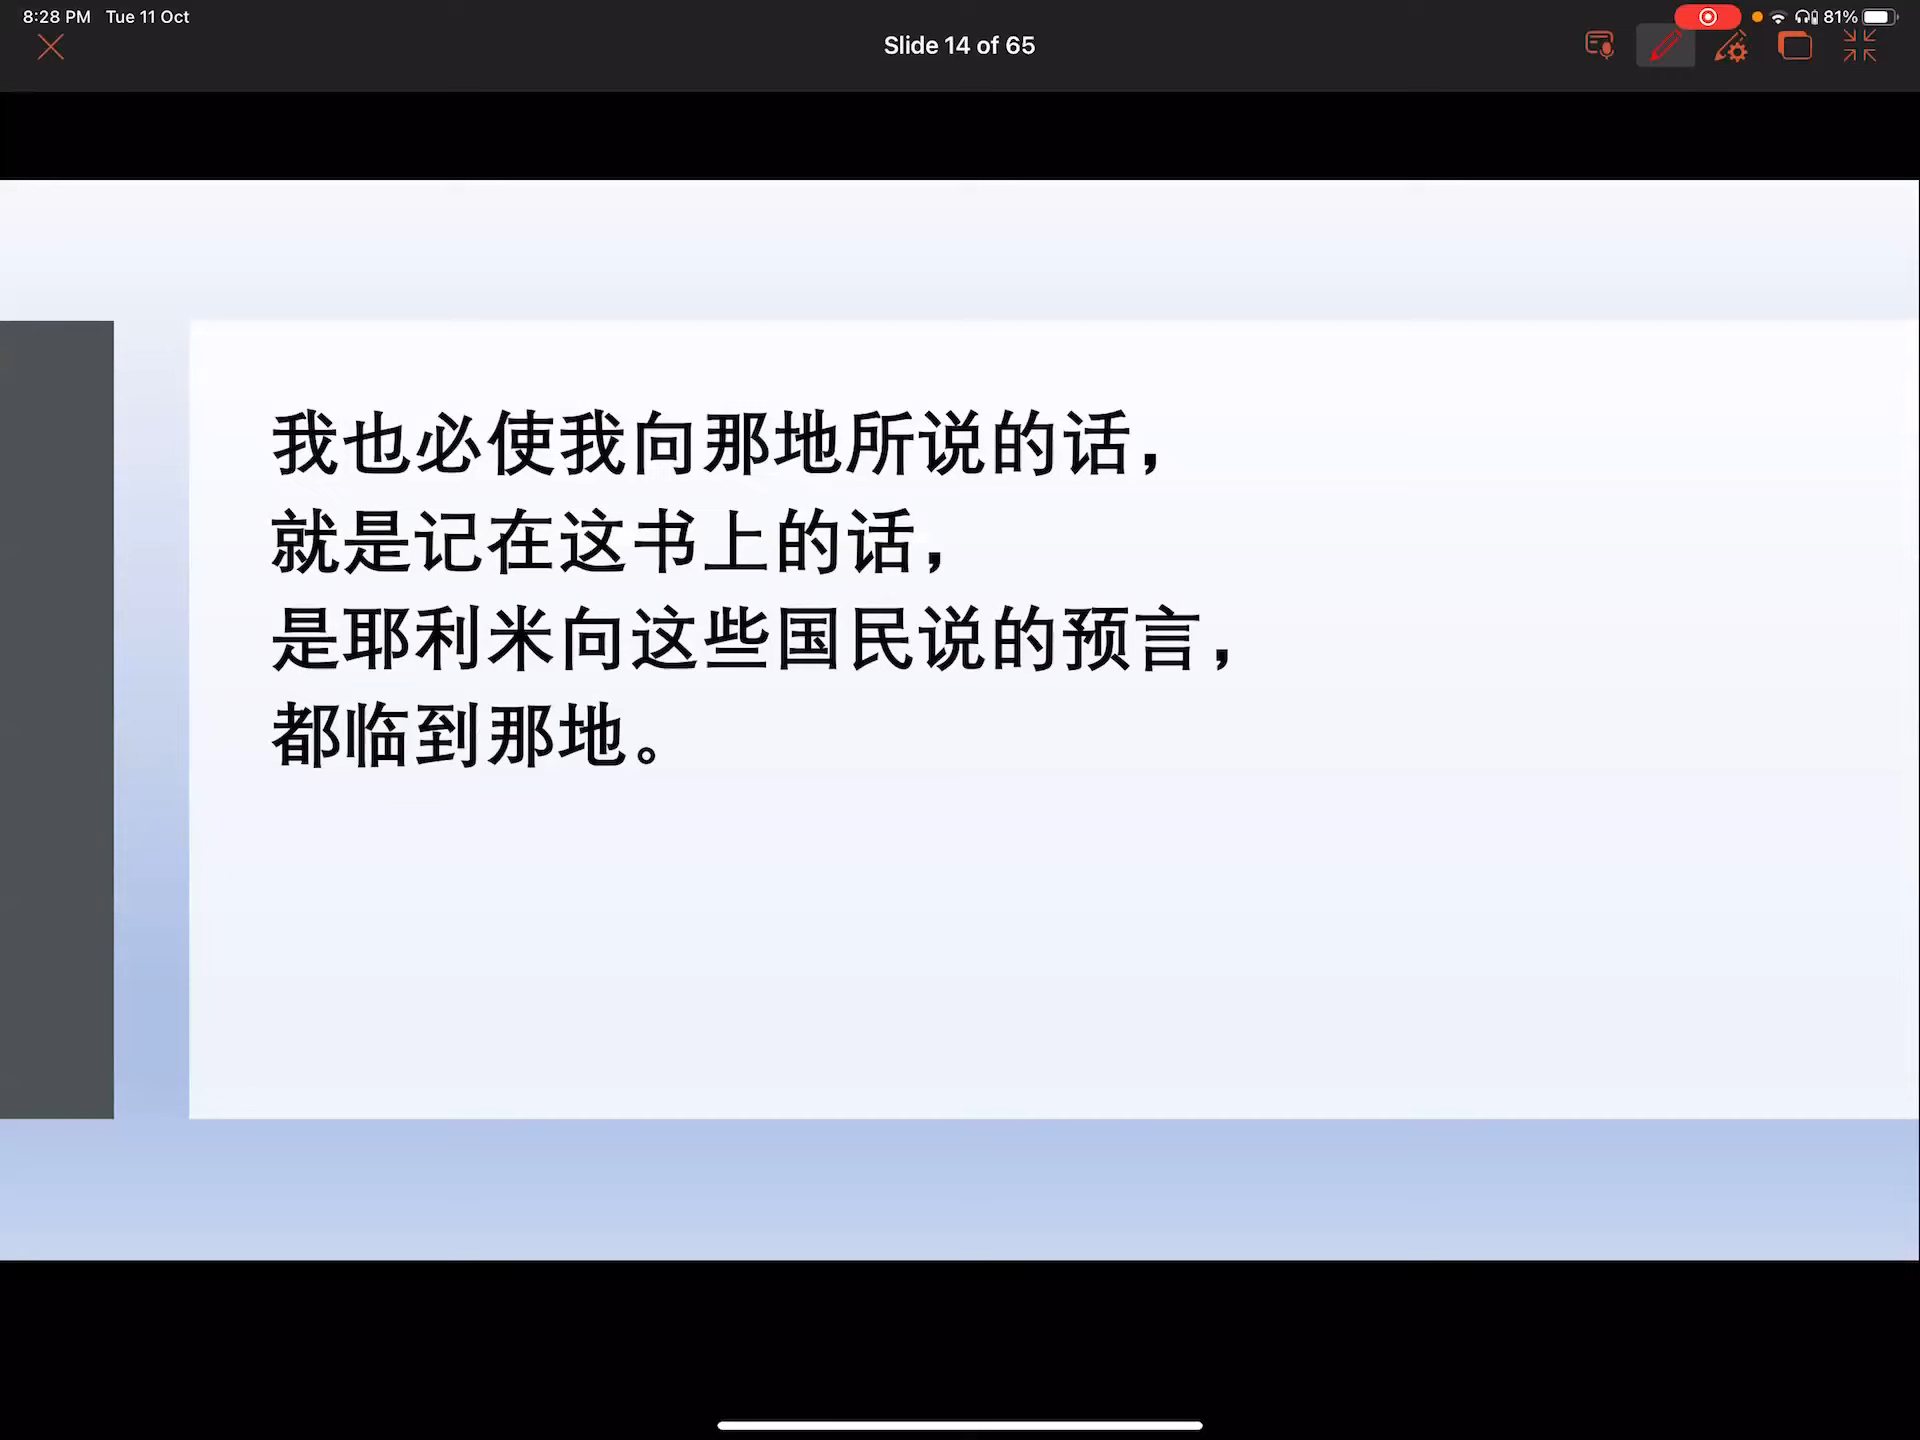 8:28 PM Tue 11 Oct
81%
Slide 14 of 65
我也必使我向那地所说的话，
就是记在这书上的话，
是耶利米向这些国民说的预言，
都临到那地。